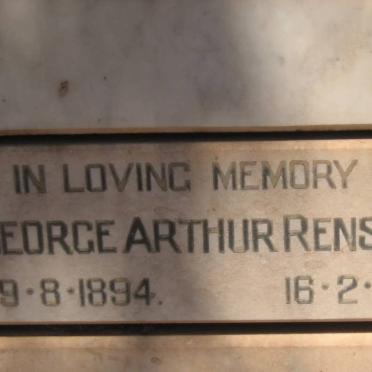 IN LOVING MEMORY
EORGE ARTHUR RENS
9·8·1894. 16·2·